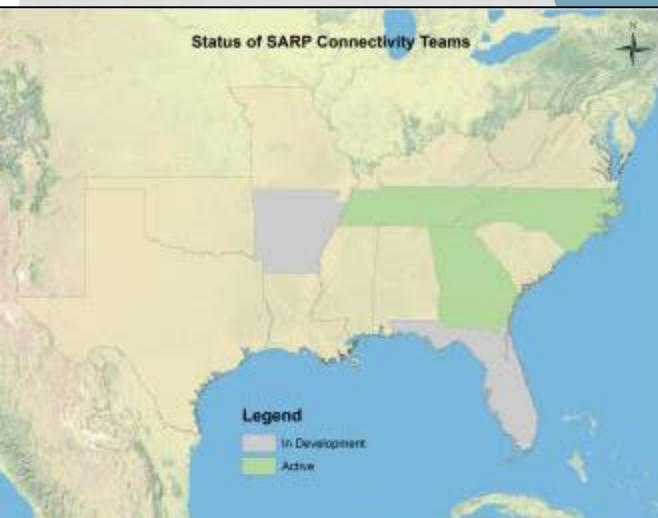 Status of SARP Connectivity Teams
N
Legend
In Development
Active